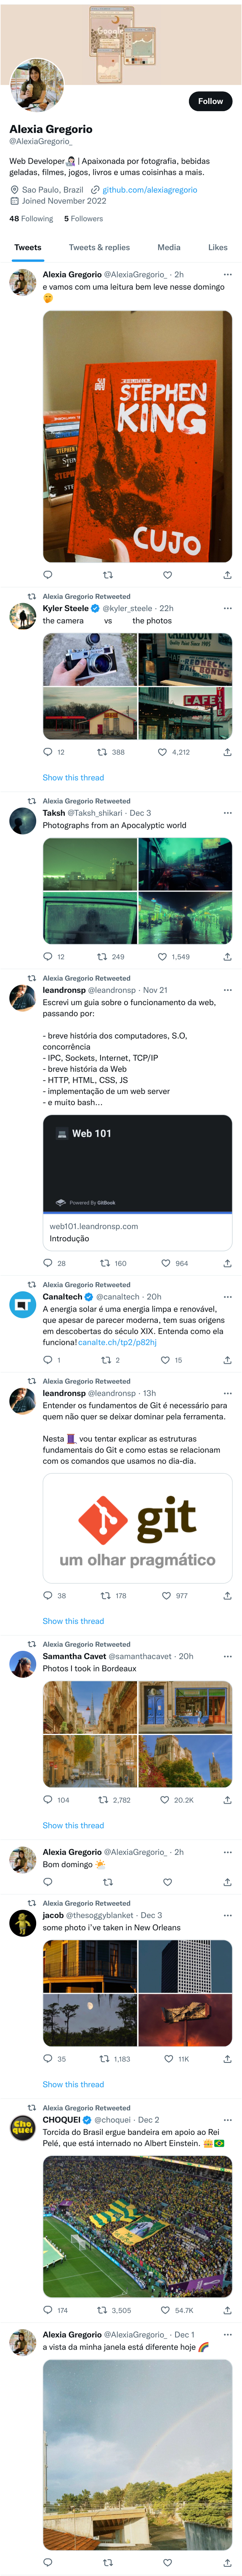 Google
Follow
Alexia Gregorio
@AlexiaGregorio_
Web Developer 👩🏻‍💻 | Apaixonada por fotografia, bebidas
geladas, filmes, jogos, livros e umas coisinhas a mais.
Sao Paulo, Brazil github.com/alexiagregorio
Joined November 2022
48 Following 5 Followers
Tweets Tweets & replies Media Likes
Alexia Gregorio @AlexiaGregorio_ · 2h
e vamos com uma leitura bem leve nesse domingo
STEPHEN
KING
CUJO
Alexia Gregorio Retweeted
Kyler Steele @kyler_steele · 22h
the camera vs the photos
REDNECK
BONDS
CAFE
12 388 4,212
Show this thread
Alexia Gregorio Retweeted
Taksh @Taksh_shikari · Dec 3
Photographs from an Apocalyptic world
12 249 1,549
Alexia Gregorio Retweeted
leandronsp @leandronsp · Nov 21
Escrevi um guia sobre o funcionamento da web,
passando por:
- breve história dos computadores, S.O,
concorrência
- IPC, Sockets, Internet, TCP/IP
- breve história da Web
- HTTP, HTML, CSS, JS
- implementação de um web server
- e muito bash...
Web 101
Powered By GitBook
web101.leandronsp.com
Introdução
28 160 964
Alexia Gregorio Retweeted
Canaltech @canaltech · 20h
A energia solar é uma energia limpa e renovável,
que apesar de parecer moderna, tem suas origens
em descobertas do século XIX. Entenda como ela
funciona! canalte.ch/tp2/p82hj
1 2 15
Alexia Gregorio Retweeted
leandronsp @leandronsp · 13h
Entender os fundamentos de Git é necessário para
quem não quer se deixar dominar pela ferramenta.
Nesta 🧵 vou tentar explicar as estruturas
fundamentais do Git e como estas se relacionam
com os comandos que usamos no dia-dia.
git
um olhar pragmático
38 178 977
Show this thread
Alexia Gregorio Retweeted
Samantha Cavet @samanthacavet · 20h
Photos I took in Bordeaux
104 2,782 20.2K
Show this thread
Alexia Gregorio @AlexiaGregorio_ · 2h
Bom domingo 🌤️
Alexia Gregorio Retweeted
jacob @thesoggyblanket · Dec 3
some photo i've taken in New Orleans
35 1,183 11K
Show this thread
Alexia Gregorio Retweeted
Cho
quei
CHOQUEI @choquei · Dec 2
Torcida do Brasil ergue bandeira em apoio ao Rei
Pelé, que está internado no Albert Einstein. 👑🇧🇷
174 3,505 54.7K
Alexia Gregorio @AlexiaGregorio_ · Dec 1
a vista da minha janela está diferente hoje 🌈